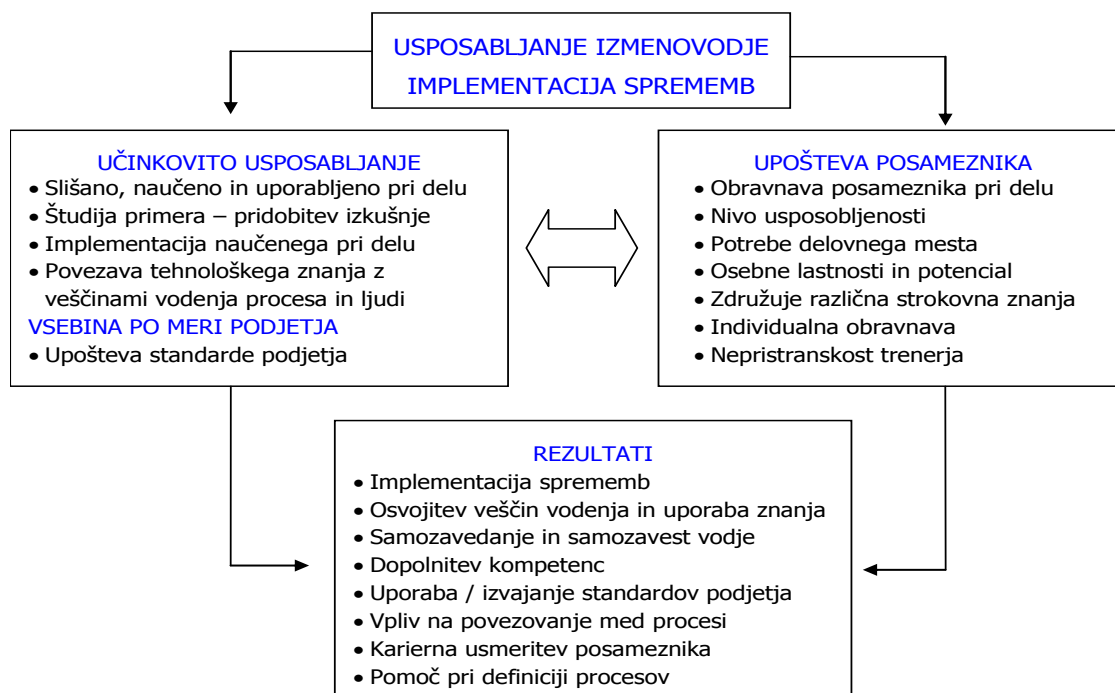 USPOSABLJANJE IZMENOVODJE
IMPLEMENTACIJA SPREMEMB
UČINKOVITO USPOSABLJANJE
• Slišano, naučeno in uporabljeno pri delu
• Študija primera – pridobitev izkušnje
• Implementacija naučenega pri delu
• Povezava tehnološkega znanja z
veščinami vodenja procesa in ljudi
VSEBINA PO MERI PODJETJA
• Upošteva standarde podjetja
UPOŠTEVA POSAMEZNIKA
• Obravnava posameznika pri delu
• Nivo usposobljenosti
• Potrebe delovnega mesta
• Osebne lastnosti in potencial
• Združuje različna strokovna znanja
• Individualna obravnava
• Nepristranskost trenerja
REZULTATI
• Implementacija sprememb
• Osvojitev veščin vodenja in uporaba znanja
• Samozavedanje in samozavest vodje
• Dopolnitev kompetenc
• Uporaba / izvajanje standardov podjetja
• Vpliv na povezovanje med procesi
• Karierna usmeritev posameznika
• Pomoč pri definiciji procesov